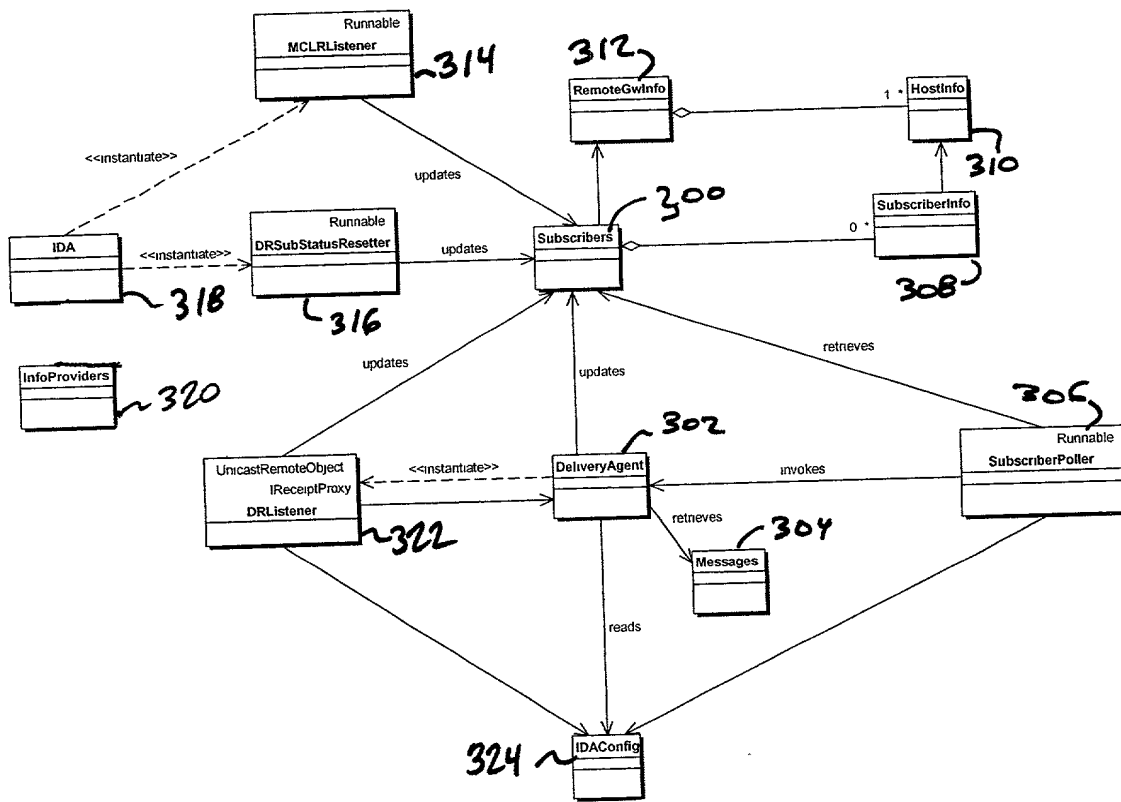 Runnable
MCLRListener
314
312
RemoteGwInfo
1 *
HostInfo
310
<<instantiate>>
updates
300
Subscribers
0 *
SubscriberInfo
308
Runnable
DRSubStatusResetter
316
IDA
318
<<instantiate>>
updates
InfoProviders
320
updates
updates
retrieves
302
306
UnicastRemoteObject
IReceiptProxy
DRListener
322
<<instantiate>>
DeliveryAgent
invokes
Runnable
SubscriberPoller
retrieves
304
Messages
reads
324
IDAConfig